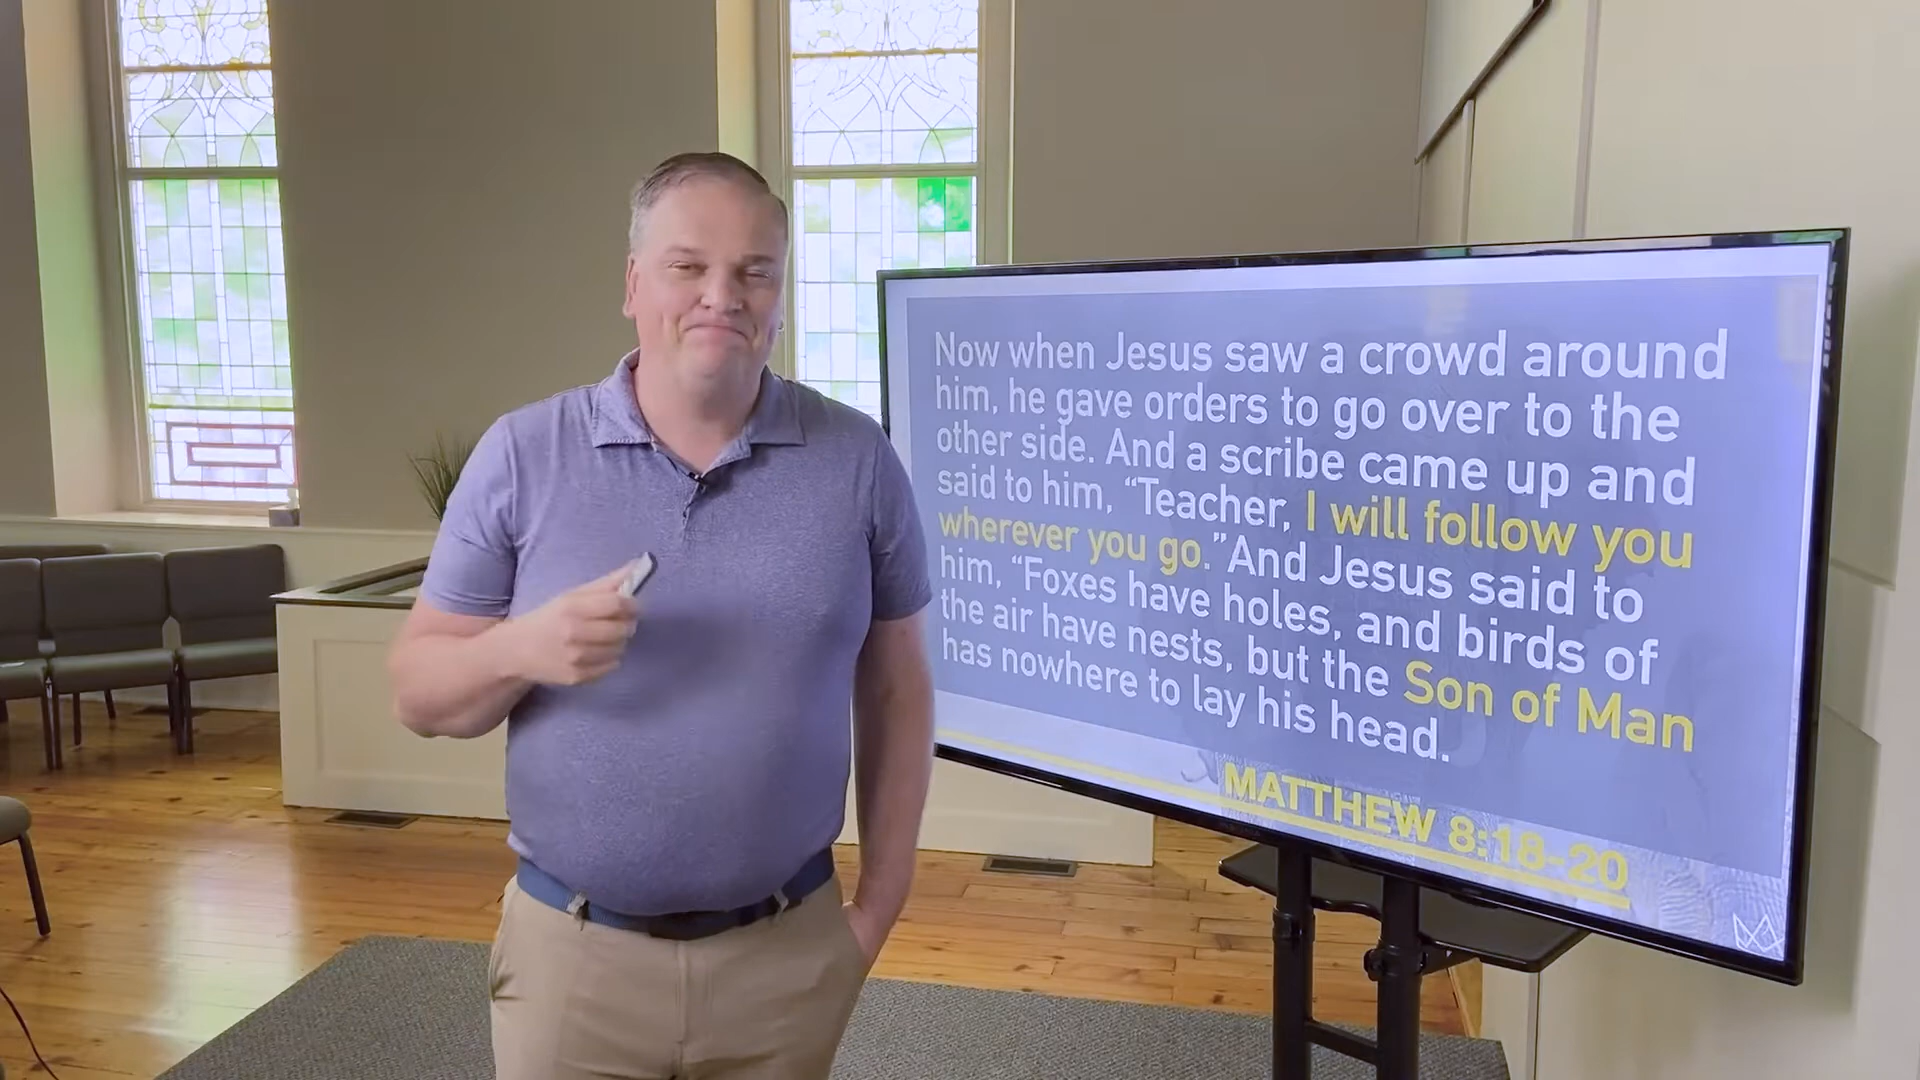 Now when Jesus saw a crowd around
him, he gave orders to go over to the
other side. And a scribe came up and
said to him, “Teacher, I will follow you
wherever you go.”And Jesus said to
him, “Foxes have holes, and birds of
the air have nests, but the Son of Man
has nowhere to lay his head.
MATTHEW 8:18-20